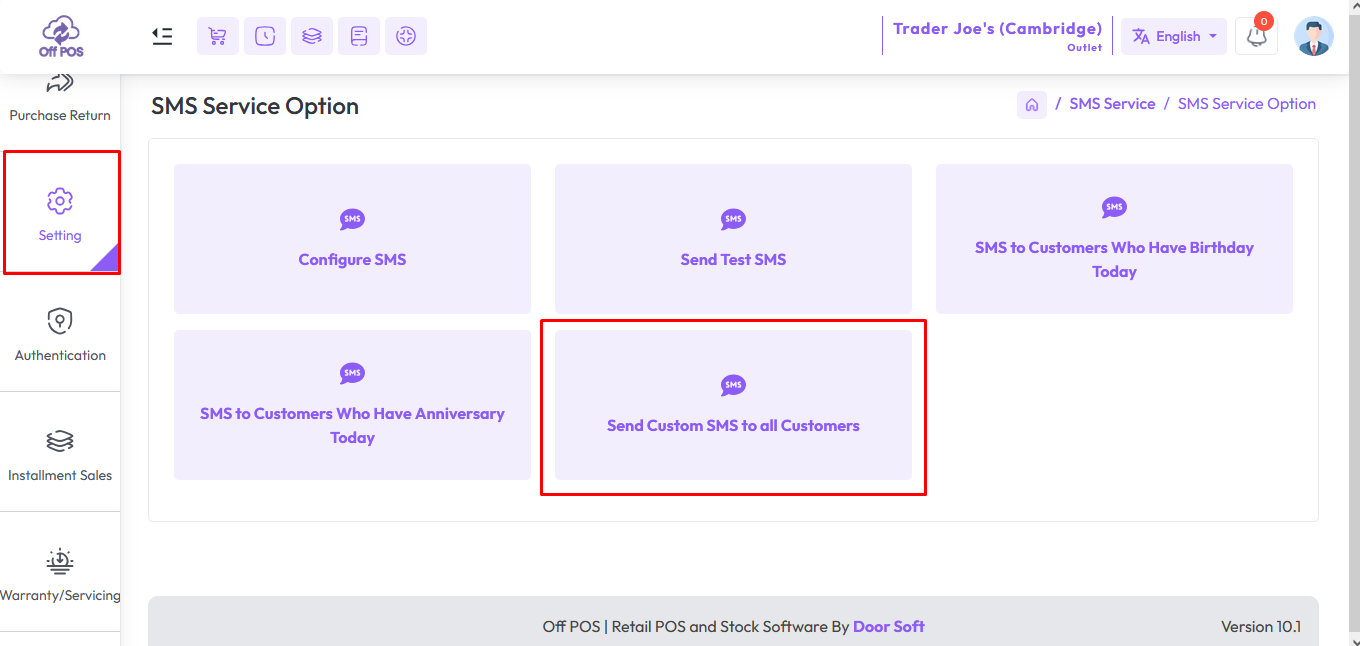 Off POS
Trader Joe's (Cambridge)
Outlet
English
0
Purchase Return
Setting
Authentication
Installment Sales
Warranty/Servicing
SMS Service Option
/ SMS Service / SMS Service Option
SMS
Configure SMS
SMS
Send Test SMS
SMS
SMS to Customers Who Have Birthday
Today
SMS
SMS to Customers Who Have Anniversary
Today
SMS
Send Custom SMS to all Customers
Off POS | Retail POS and Stock Software By Door Soft
Version 10.1